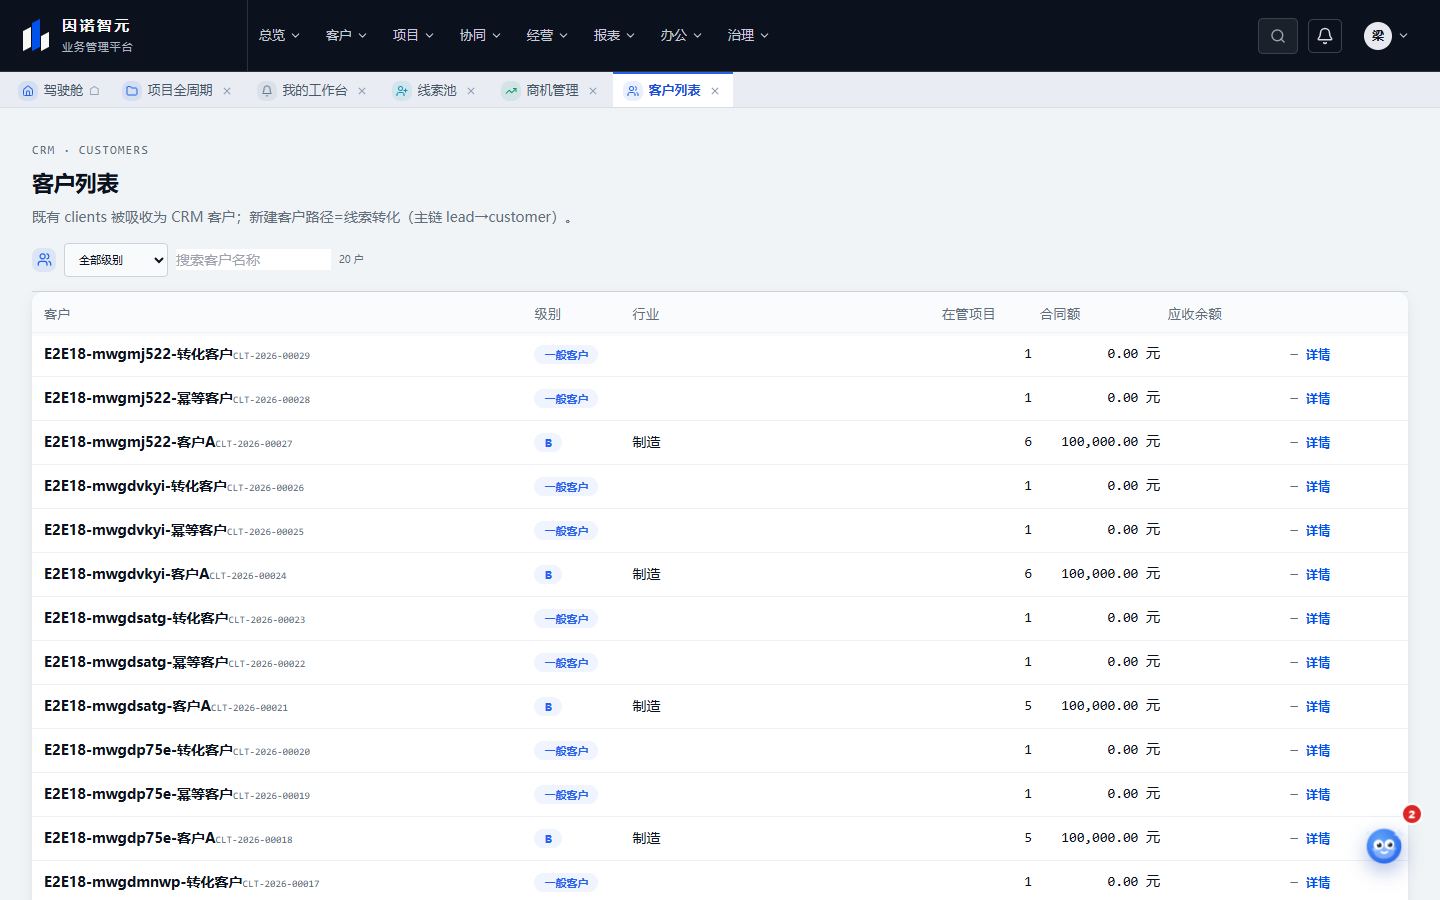 因诺智元
业务管理平台
总览 客户 项目 协同 经营 报表 办公 治理 梁
驾驶舱 项目全周期 × 我的工作台 × 线索池 × 商机管理 × 客户列表 ×
CRM · CUSTOMERS
客户列表
既有 clients 被吸收为 CRM 客户；新建客户路径=线索转化（主链 lead→customer）。
全部级别 搜索客户名称 20 户
客户 级别 行业 在管项目 合同额 应收余额
E2E18-mwgmj522-转化客户CLT-2026-00029 一般客户 1 0.00 元 — 详情
E2E18-mwgmj522-幂等客户CLT-2026-00028 一般客户 1 0.00 元 — 详情
E2E18-mwgmj522-客户ACLT-2026-00027 B 制造 6 100,000.00 元 — 详情
E2E18-mwgdvkyi-转化客户CLT-2026-00026 一般客户 1 0.00 元 — 详情
E2E18-mwgdvkyi-幂等客户CLT-2026-00025 一般客户 1 0.00 元 — 详情
E2E18-mwgdvkyi-客户ACLT-2026-00024 B 制造 6 100,000.00 元 — 详情
E2E18-mwgdsatg-转化客户CLT-2026-00023 一般客户 1 0.00 元 — 详情
E2E18-mwgdsatg-幂等客户CLT-2026-00022 一般客户 1 0.00 元 — 详情
E2E18-mwgdsatg-客户ACLT-2026-00021 B 制造 5 100,000.00 元 — 详情
E2E18-mwgdp75e-转化客户CLT-2026-00020 一般客户 1 0.00 元 — 详情
E2E18-mwgdp75e-幂等客户CLT-2026-00019 一般客户 1 0.00 元 — 详情
2
E2E18-mwgdp75e-客户ACLT-2026-00018 B 制造 5 100,000.00 元 — 详情
E2E18-mwgdmnwp-转化客户CLT-2026-00017 一般客户 1 0.00 元 — 详情